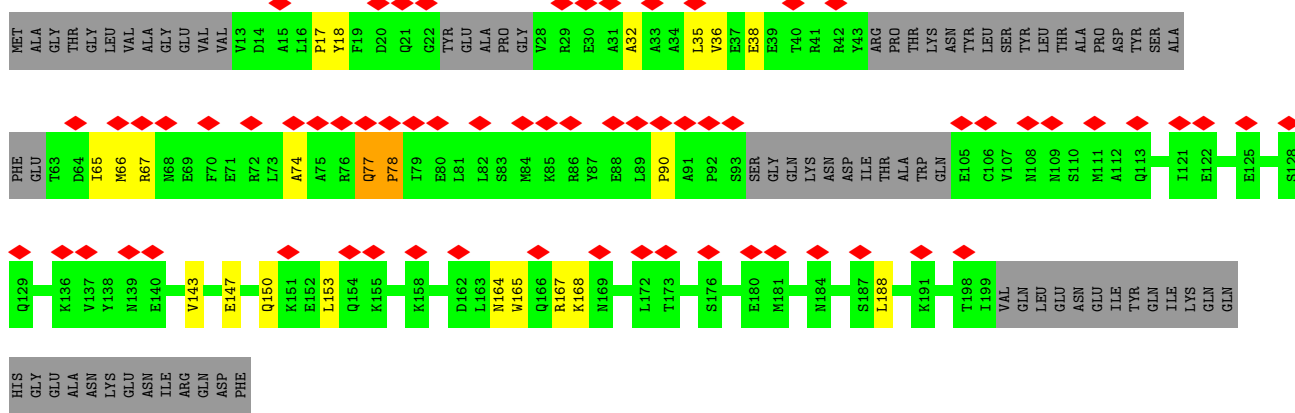 MET ALA GLY THR GLY LEU VAL ALA GLY GLU VAL VAL V13 D14 A15 L16 P17 Y18 F19 D20 Q21 G22 TYR GLU ALA PRO GLY V28 R29 E30 A31 A32 A33 A34 L35 V36 E37 E38 E39 T40 R41 R42 Y43 ARG PRO THR LYS ASN TYR LEU SER TYR LEU THR ALA PRO ASP TYR SER ALA
PHE GLU T63 D64 I65 M66 R67 N68 E69 F70 E71 R72 L73 A74 A75 R76 Q77 P78 I79 E80 L81 L82 S83 M84 K85 R86 Y87 E88 L89 P90 A91 P92 S93 SER GLY GLN LYS ASN ASP ILE THR ALA TRP GLN E105 C106 V107 N108 N109 S110 M111 A112 Q113 I121 E122 E125 S128
Q129 K136 V137 Y138 N139 E140 V143 E147 Q150 K151 E152 L153 Q154 K155 K158 D162 L163 N164 W165 Q166 R167 K168 N169 L172 T173 S176 E180 M181 N184 S187 L188 K191 T198 I199 VAL GLN LEU GLU ASN GLU ILE TYR GLN ILE LYS GLN GLN
HIS GLY GLU ALA ASN LYS GLU ASN ILE ARG GLN ASP PHE